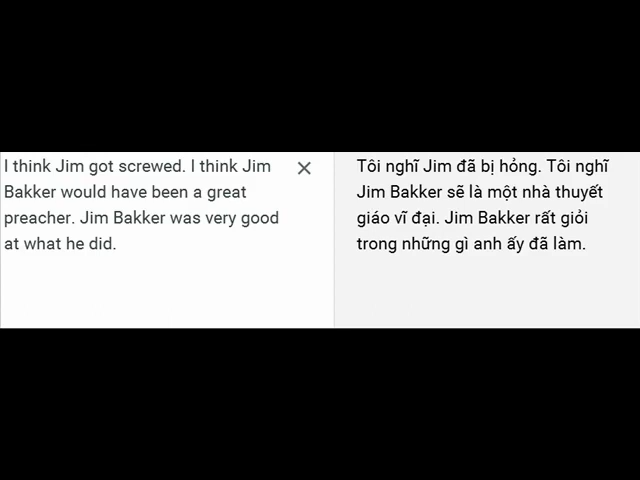 I think Jim got screwed. I think Jim
Bakker would have been a great
preacher. Jim Bakker was very good
at what he did.
Tôi nghĩ Jim đã bị hỏng. Tôi nghĩ
Jim Bakker sẽ là một nhà thuyết
giáo vĩ đại. Jim Bakker rất giỏi
trong những gì anh ấy đã làm.